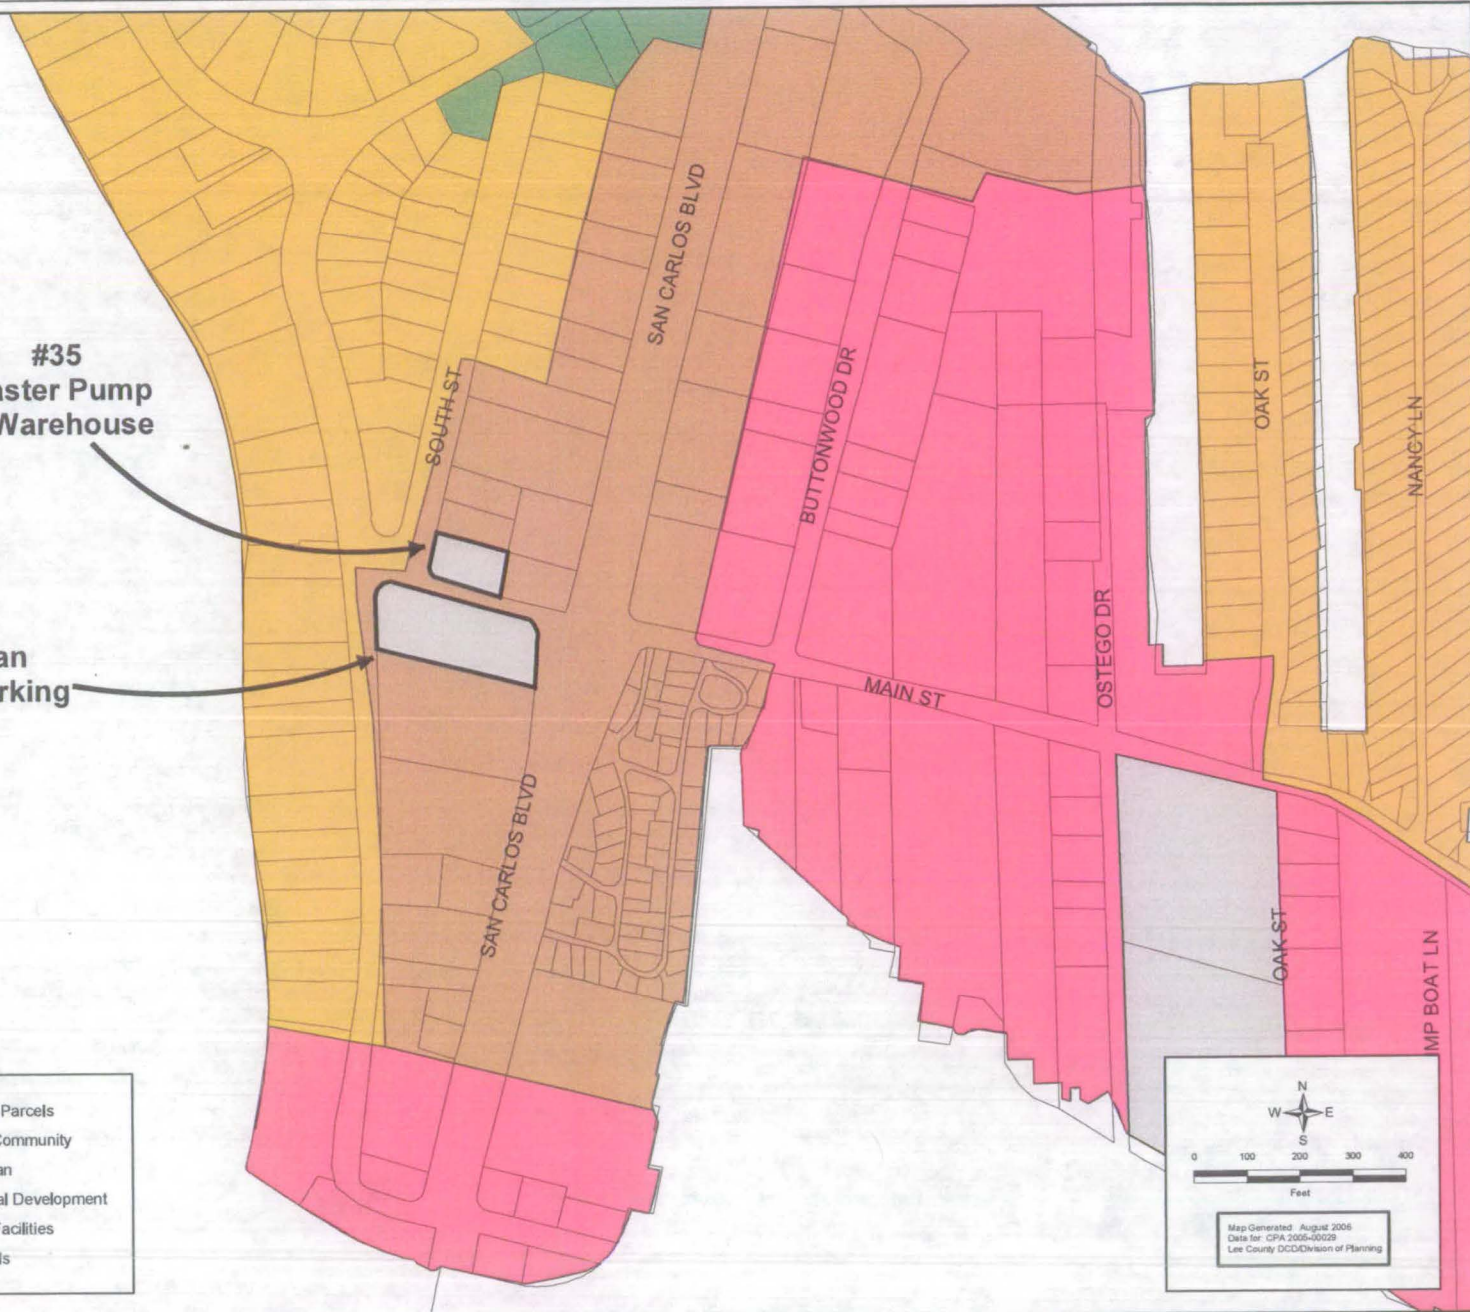 SAN CARLOS BLVD
#35
aster Pump
Warehouse
SOUTH ST
BUTTONWOOD DR
OAK ST
NANCY LN
an
rking
MAIN ST
OSTEGO DR
SAN CARLOS BLVD
OAK ST
MP BOAT LN
Parcels
Community
an
al Development
Facilities
ls
N
W E
S
0 100 200 300 400
Feet
Map Generated: August 2006
Data for: CPA 2005-00029
Lee County DCD/Division of Planning